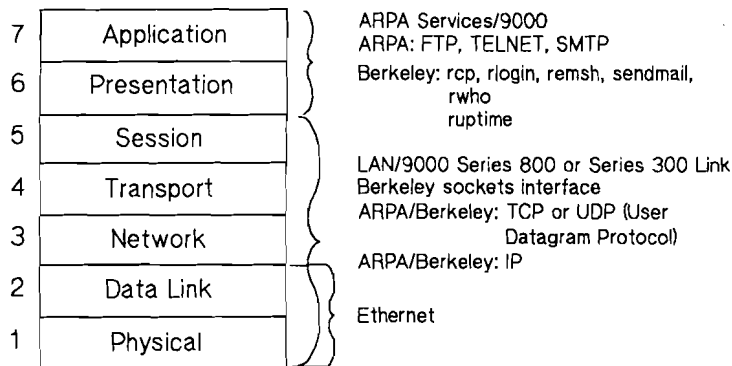 7 Application
6 Presentation
5 Session
4 Transport
3 Network
2 Data Link
1 Physical
ARPA Services/9000
ARPA: FTP, TELNET, SMTP
Berkeley: rcp, rlogin, remsh, sendmail,
rwho
ruptime
LAN/9000 Series 800 or Series 300 Link
Berkeley sockets interface
ARPA/Berkeley: TCP or UDP (User
Datagram Protocol)
ARPA/Berkeley: IP
Ethernet